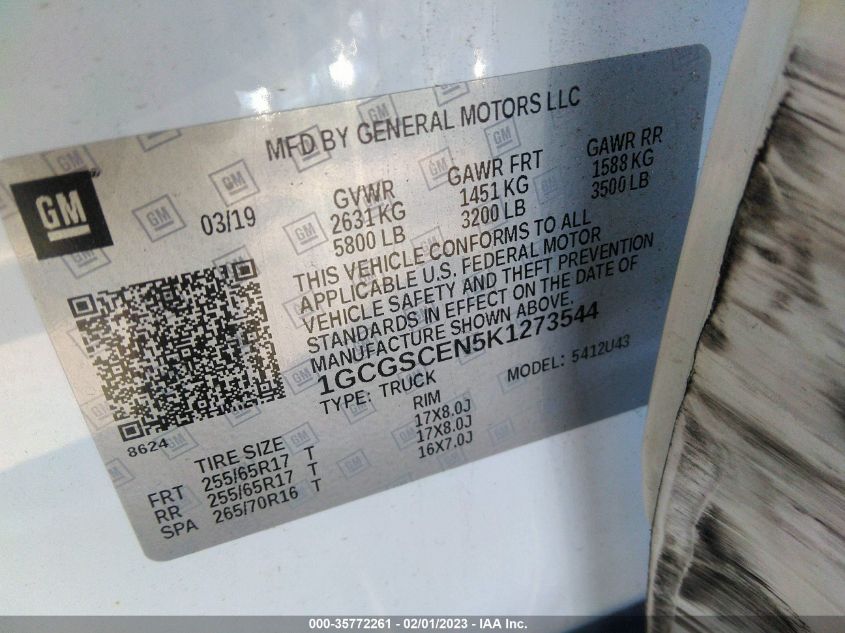 MFD BY GENERAL MOTORS LLC
GM
03/19
GVWR GAWR FRT GAWR RR
2631 KG 1451 KG 1588 KG
5800 LB 3200 LB 3500 LB
THIS VEHICLE CONFORMS TO ALL
APPLICABLE U.S. FEDERAL MOTOR
VEHICLE SAFETY AND THEFT PREVENTION
STANDARDS IN EFFECT ON THE DATE OF
MANUFACTURE SHOWN ABOVE.
1GCGSCEN5K1273544
TYPE: TRUCK MODEL: 5412U43
8624
TIRE SIZE RIM
FRT 255/65R17 T 17X8.0J
RR 255/65R17 T 17X8.0J
SPA 265/70R16 T 16X7.0J
000-35772261 - 02/01/2023 - IAA Inc.